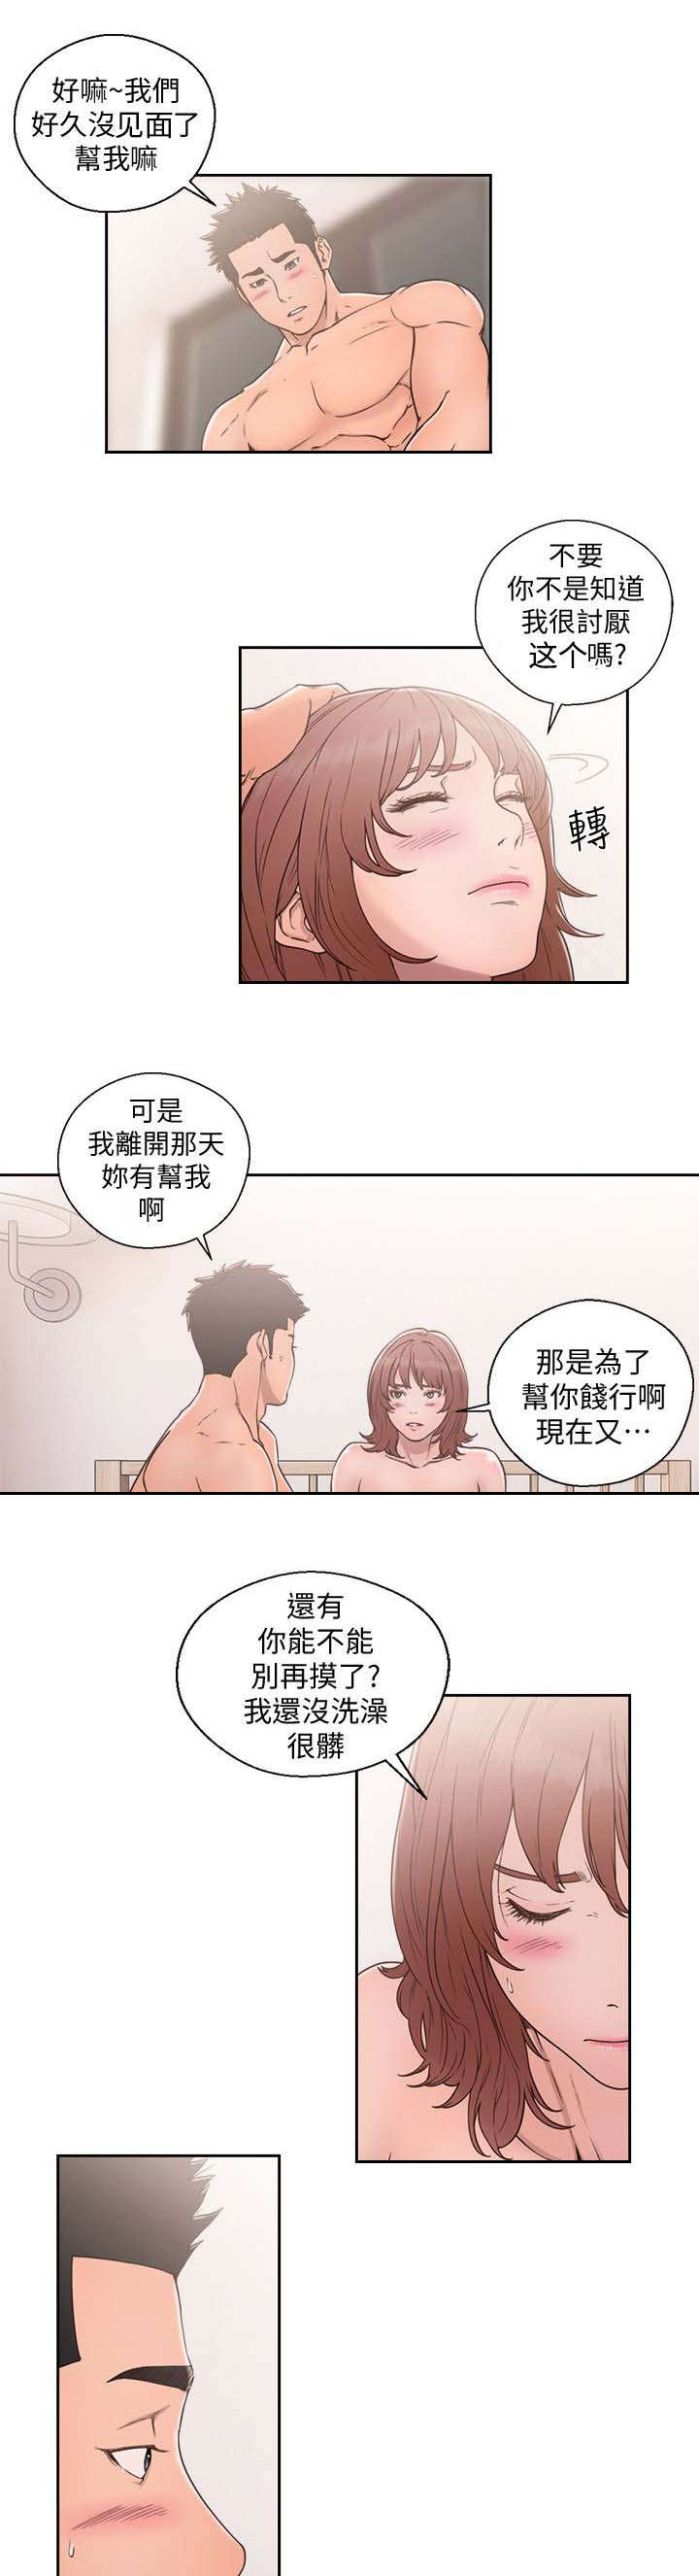 好嘛~我們
好久沒见面了
幫我嘛
不要
你不是知道
我很討厭
这个嗎?
轉
可是
我離開那天
妳有幫我
啊
那是為了
幫你餞行啊
現在又…
還有
你能不能
別再摸了?
我還沒洗澡
很髒